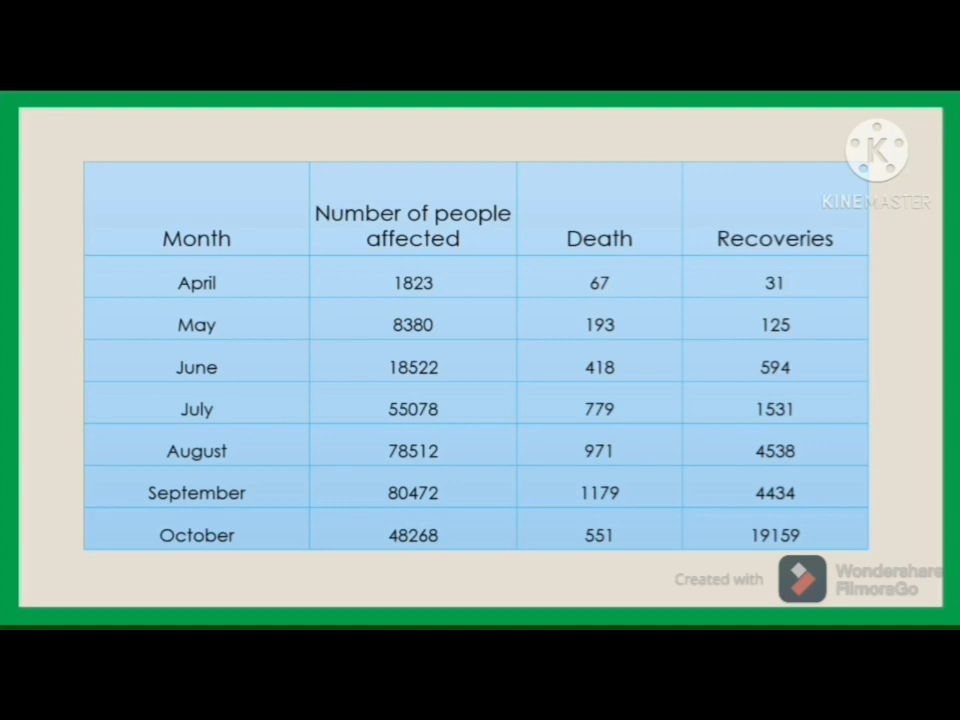 K
KINEMASTER
Month Number of people affected Death Recoveries
April 1823 67 31
May 8380 193 125
June 18522 418 594
July 55078 779 1531
August 78512 971 4538
September 80472 1179 4434
October 48268 551 19159
Created with Wondershare
FilmoraGo